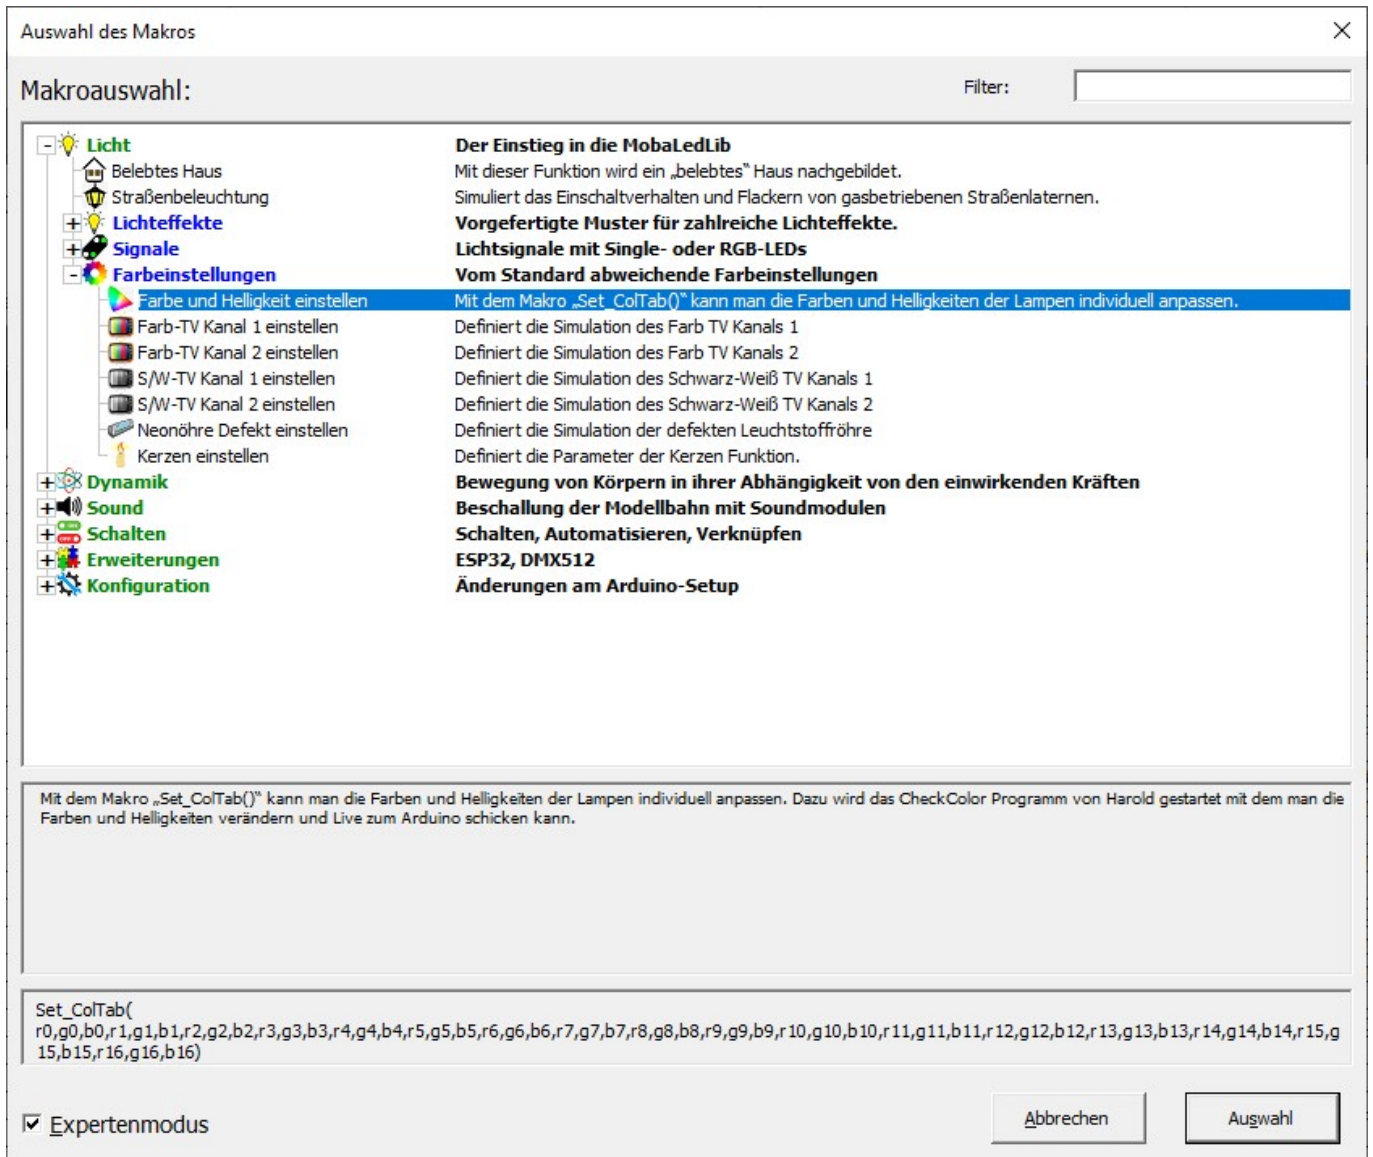 Auswahl des Makros
Makroauswahl:
Filter:
Licht Der Einstieg in die MobaLedLib
Belebtes Haus Mit dieser Funktion wird ein „belebtes“ Haus nachgebildet.
Straßenbeleuchtung Simuliert das Einschaltverhalten und Flackern von gasbetriebenen Straßenlaternen.
Lichteffekte Vorgefertigte Muster für zahlreiche Lichteffekte.
Signale Lichtsignale mit Single- oder RGB-LEDs
Farbeinstellungen Vom Standard abweichende Farbeinstellungen
Farbe und Helligkeit einstellen Mit dem Makro „Set_ColTab()“ kann man die Farben und Helligkeiten der Lampen individuell anpassen.
Farb-TV Kanal 1 einstellen Definiert die Simulation des Farb TV Kanals 1
Farb-TV Kanal 2 einstellen Definiert die Simulation des Farb TV Kanals 2
S/W-TV Kanal 1 einstellen Definiert die Simulation des Schwarz-Weiß TV Kanals 1
S/W-TV Kanal 2 einstellen Definiert die Simulation des Schwarz-Weiß TV Kanals 2
Neonöhre Defekt einstellen Definiert die Simulation der defekten Leuchtstoffröhre
Kerzen einstellen Definiert die Parameter der Kerzen Funktion.
Dynamik Bewegung von Körpern in ihrer Abhängigkeit von den einwirkenden Kräften
Sound Beschallung der Modellbahn mit Soundmodulen
Schalten Schalten, Automatisieren, Verknüpfen
Erweiterungen ESP32, DMX512
Konfiguration Änderungen am Arduino-Setup
Mit dem Makro „Set_ColTab()“ kann man die Farben und Helligkeiten der Lampen individuell anpassen. Dazu wird das CheckColor Programm von Harold gestartet mit dem man die
Farben und Helligkeiten verändern und Live zum Arduino schicken kann.
Set_ColTab(
r0,g0,b0,r1,g1,b1,r2,g2,b2,r3,g3,b3,r4,g4,b4,r5,g5,b5,r6,g6,b6,r7,g7,b7,r8,g8,b8,r9,g9,b9,r10,g10,b10,r11,g11,b11,r12,g12,b12,r13,g13,b13,r14,g14,b14,r15,g
15,b15,r16,g16,b16)
Expertenmodus
Abbrechen
Auswahl